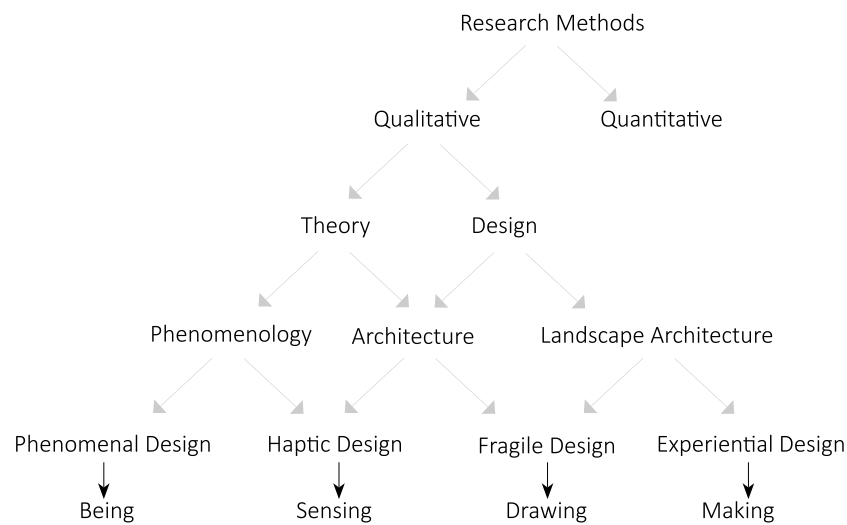 Research Methods
Qualitative Quantitative
Theory Design
Phenomenology Architecture Landscape Architecture
Phenomenal Design Haptic Design Fragile Design Experiential Design
Being Sensing Drawing Making